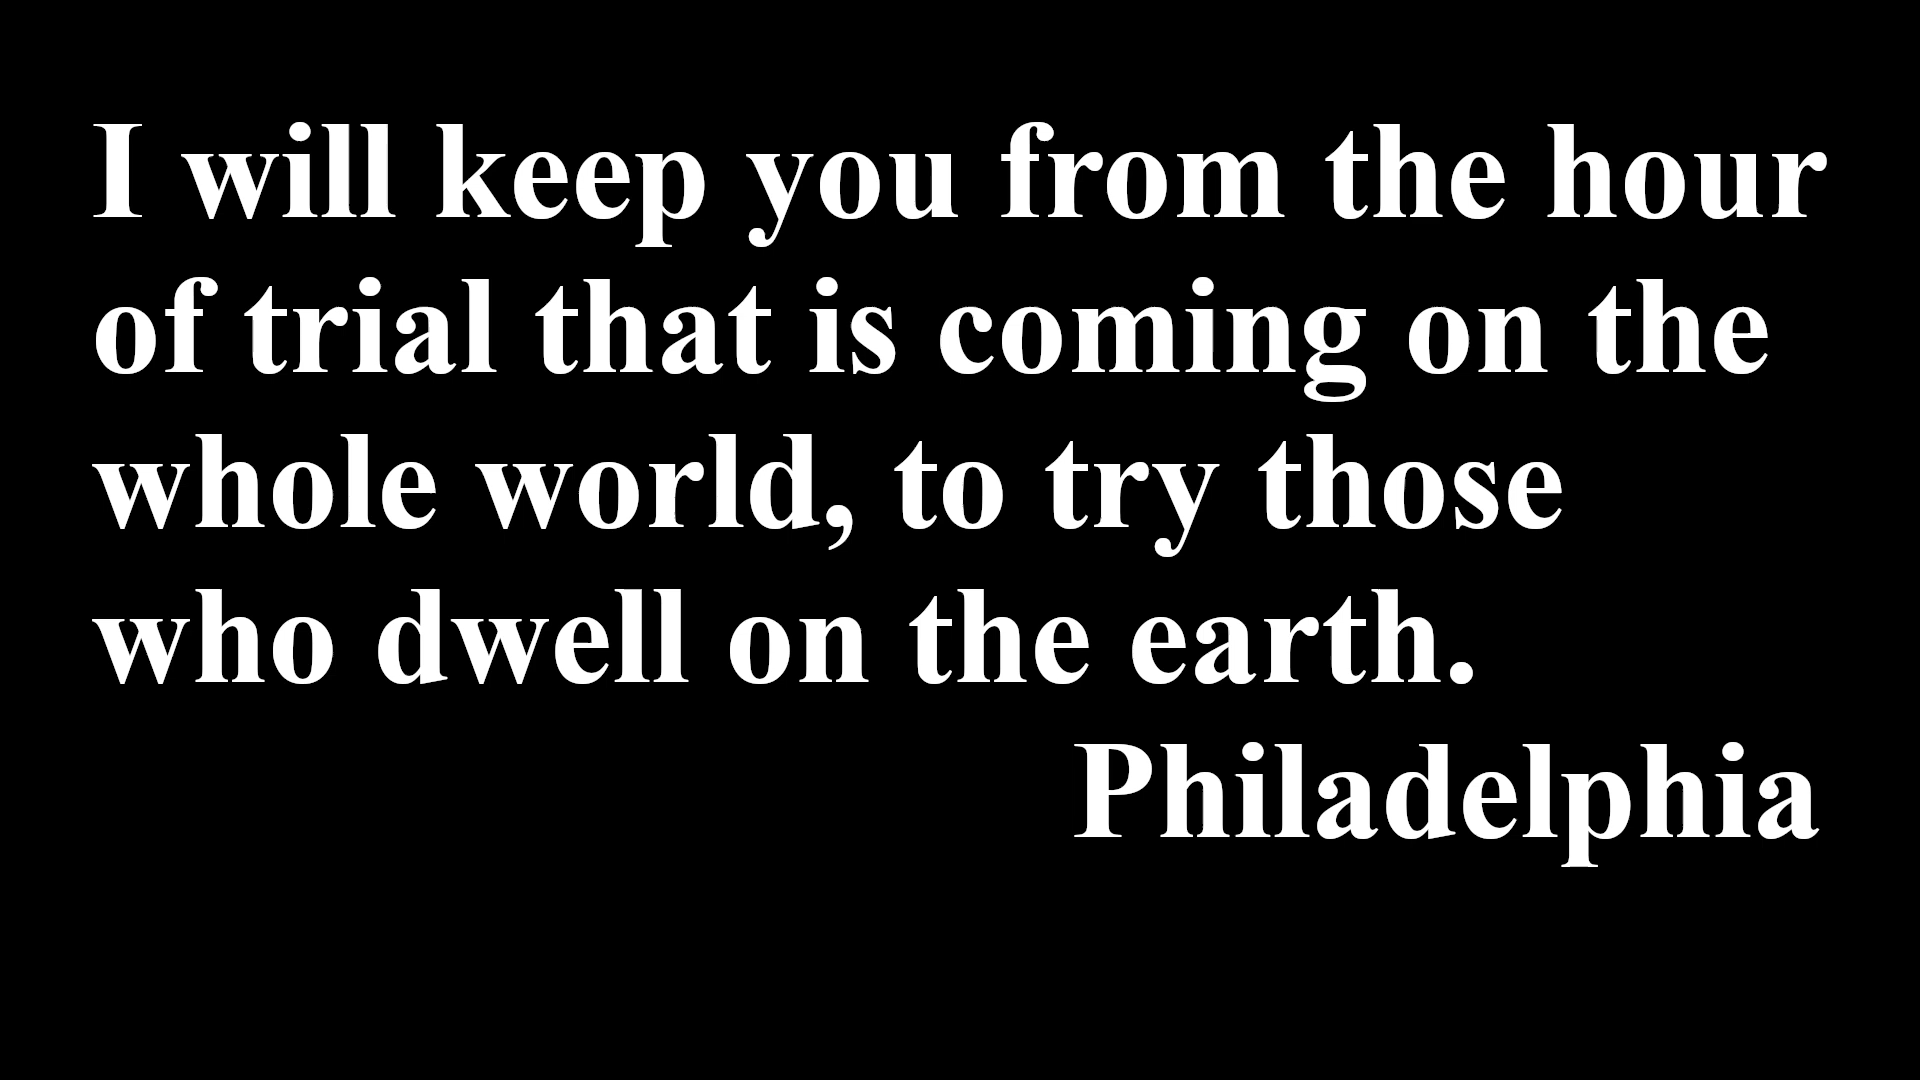 I will keep you from the hour
of trial that is coming on the
whole world, to try those
who dwell on the earth.
Philadelphia